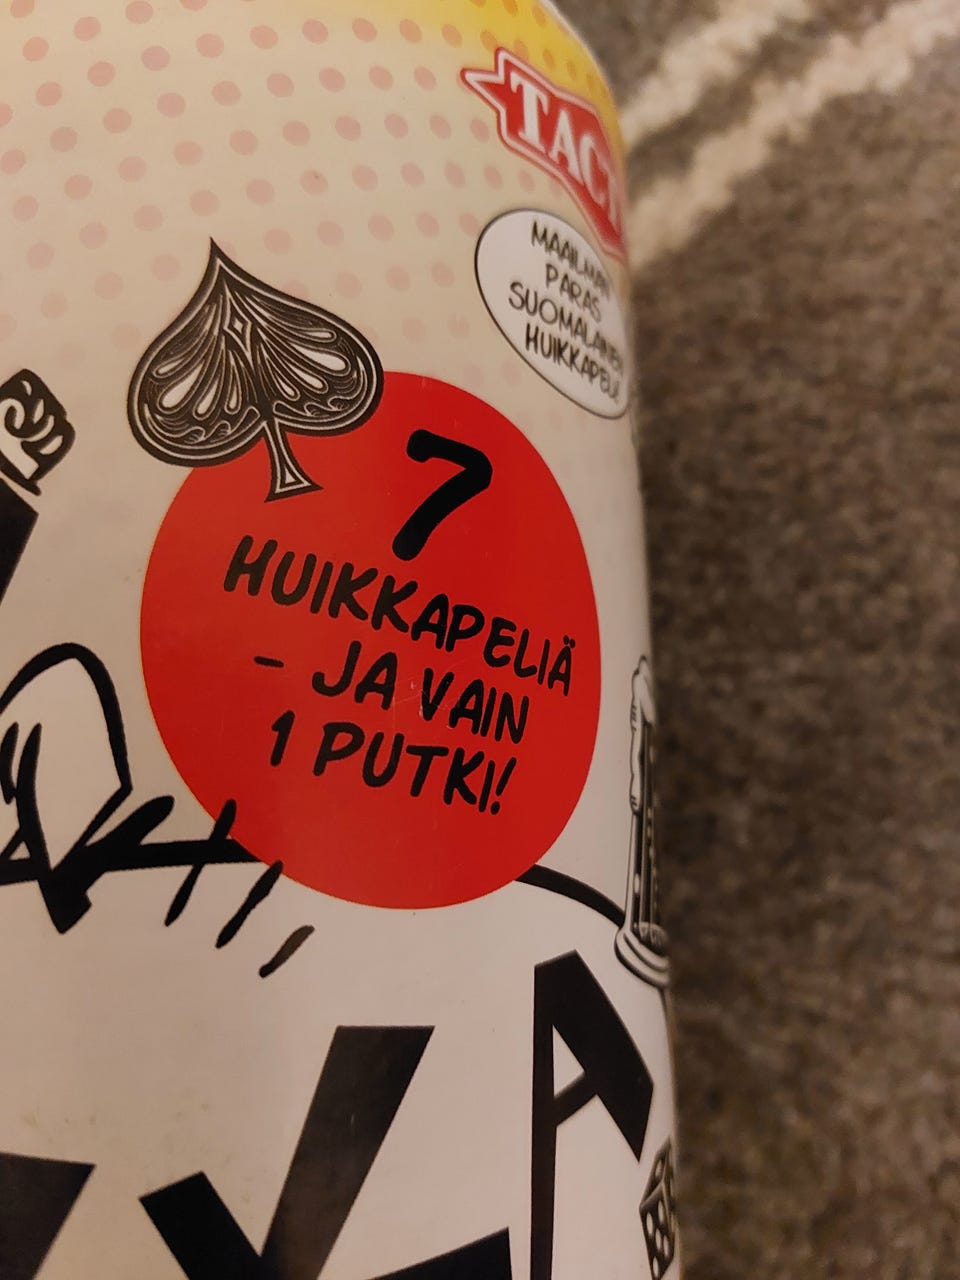 TACT
MAAILMAN
PARAS
SUOMALAINEN
HUIKKAPELI
7
HUIKKAPELIÄ
- JA VAIN
1 PUTKI!